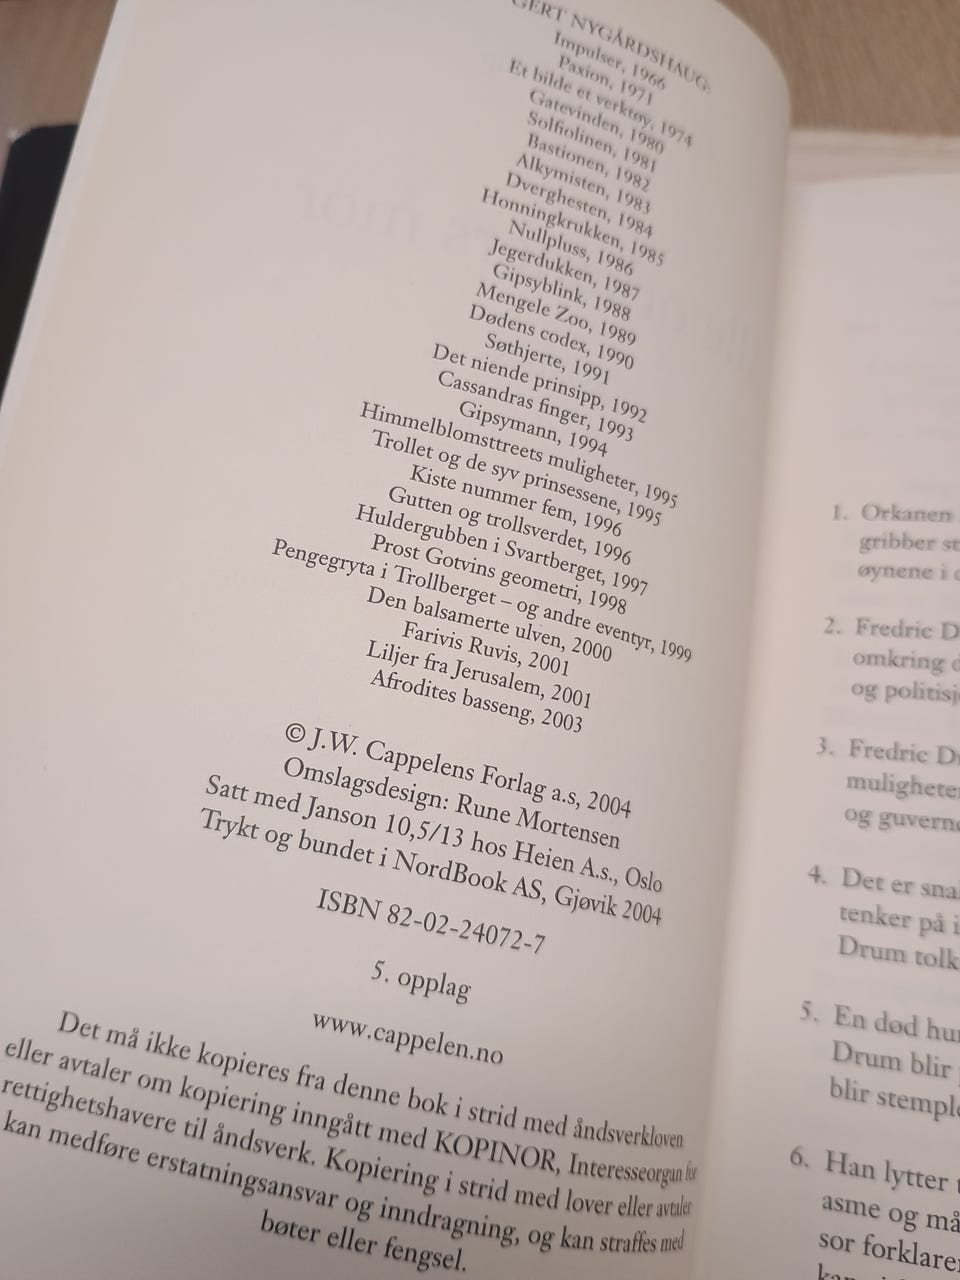 GERT NYGÅRDSHAUG:
Impulser, 1966
Paxion, 1971
Et bilde et verktøy, 1974
Gatevinden, 1980
Solfiolinen, 1981
Bastionen, 1982
Alkymisten, 1983
Dverghesten, 1984
Honningkrukken, 1985
Nullpluss, 1986
Jegerdukken, 1987
Gipsyblink, 1988
Mengele Zoo, 1989
Dødens codex, 1990
Søthjerte, 1991
Det niende prinsipp, 1992
Cassandras finger, 1993
Gipsymann, 1994
Himmelblomsttreets muligheter, 1995
Trollet og de syv prinsessene, 1995
Kiste nummer fem, 1996
Gutten og trollsverdet, 1996
Huldergubben i Svartberget, 1997
Prost Gotvins geometri, 1998
Pengegryta i Trollberget – og andre eventyr, 1999
Den balsamerte ulven, 2000
Farivis Ruvis, 2001
Liljer fra Jerusalem, 2001
Afrodites basseng, 2003
© J.W. Cappelens Forlag a.s, 2004
Omslagsdesign: Rune Mortensen
Satt med Janson 10,5/13 hos Heien A.s., Oslo
Trykt og bundet i NordBook AS, Gjøvik 2004
ISBN 82-02-24072-7
5. opplag
www.cappelen.no
Det må ikke kopieres fra denne bok i strid med åndsverkloven
eller avtaler om kopiering inngått med KOPINOR, Interesseorgan for
rettighetshavere til åndsverk. Kopiering i strid med lover eller avtaler
kan medføre erstatningsansvar og inndragning, og kan straffes med
bøter eller fengsel.
1. Orkanen
gribber
øynene i
2. Fredric
omkring
og
3. Fredric
muligheter
og
4. Det er
tenker på
Drum
5. En død
Drum blir
blir
6. Han lytter
asme og